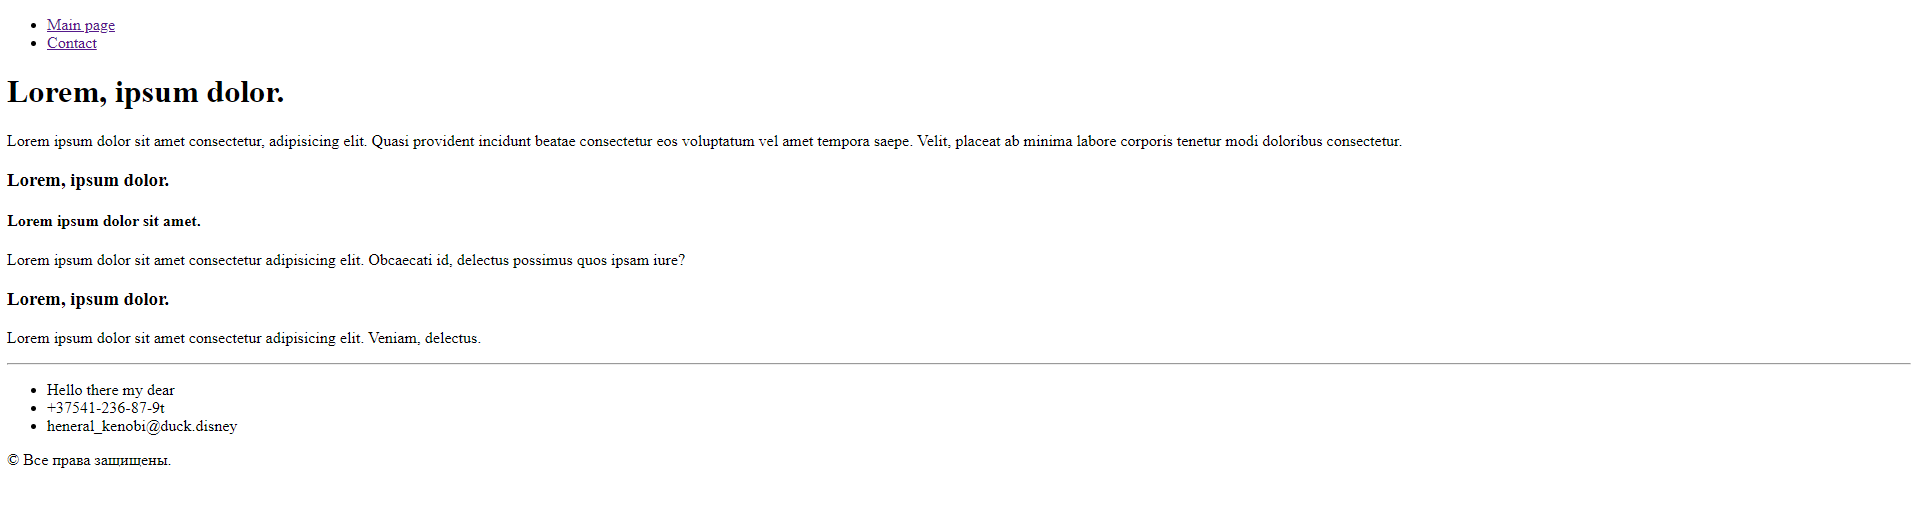 Main page
Contact
Lorem, ipsum dolor.
Lorem ipsum dolor sit amet consectetur, adipisicing elit. Quasi provident incidunt beatae consectetur eos voluptatum vel amet tempora saepe. Velit, placeat ab minima labore corporis tenetur modi doloribus consectetur.
Lorem, ipsum dolor.
Lorem ipsum dolor sit amet.
Lorem ipsum dolor sit amet consectetur adipisicing elit. Obcaecati id, delectus possimus quos ipsam iure?
Lorem, ipsum dolor.
Lorem ipsum dolor sit amet consectetur adipisicing elit. Veniam, delectus.
Hello there my dear
+37541-236-87-9t
heneral_kenobi@duck.disney
© Все права защищены.